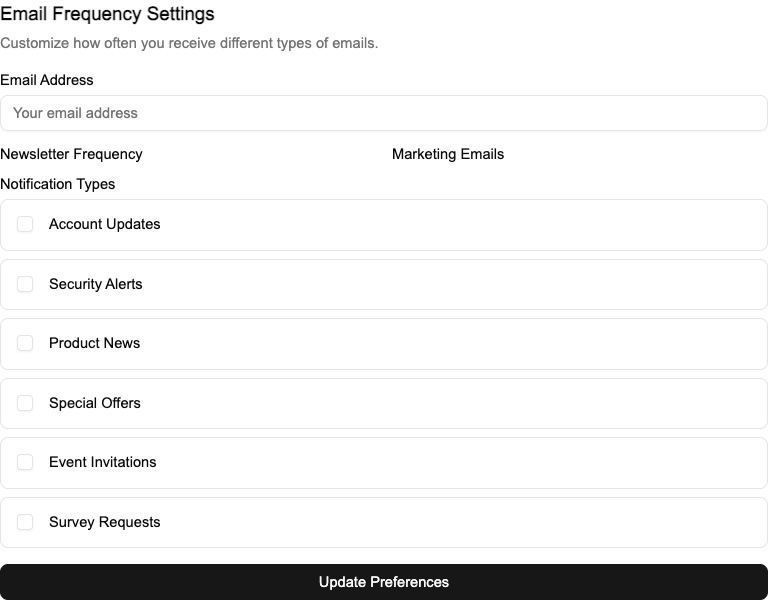 Email Frequency Settings
Customize how often you receive different types of emails.
Email Address
Your email address
Newsletter Frequency
Marketing Emails
Notification Types
Account Updates
Security Alerts
Product News
Special Offers
Event Invitations
Survey Requests
Update Preferences